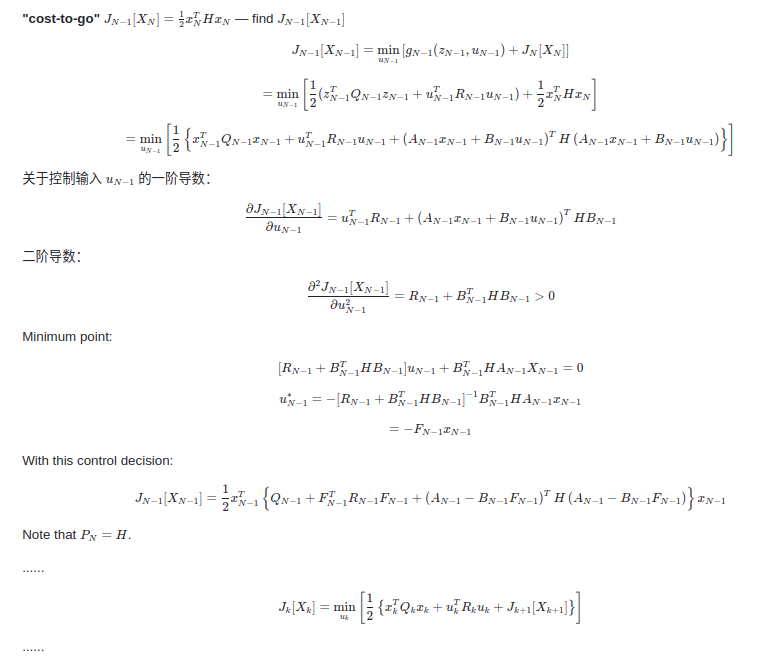 "cost-to-go" $J_{N-1}[X_N] = \frac{1}{2}x_N^T H x_N$ — find $J_{N-1}[X_{N-1}]$
$J_{N-1}[X_{N-1}] = \min_{u_{N-1}} [g_{N-1}(z_{N-1}, u_{N-1}) + J_N[X_N]]$
$= \min_{u_{N-1}} \left[ \frac{1}{2}(z_{N-1}^T Q_{N-1} z_{N-1} + u_{N-1}^T R_{N-1} u_{N-1}) + \frac{1}{2} x_N^T H x_N \right]$
$= \min_{u_{N-1}} \left[ \frac{1}{2} \left\{ x_{N-1}^T Q_{N-1} x_{N-1} + u_{N-1}^T R_{N-1} u_{N-1} + (A_{N-1} x_{N-1} + B_{N-1} u_{N-1})^T H (A_{N-1} x_{N-1} + B_{N-1} u_{N-1}) \right\} \right]$
关于控制输入 $u_{N-1}$ 的一阶导数：
$\frac{\partial J_{N-1}[X_{N-1}]}{\partial u_{N-1}} = u_{N-1}^T R_{N-1} + (A_{N-1} x_{N-1} + B_{N-1} u_{N-1})^T H B_{N-1}$
二阶导数：
$\frac{\partial^2 J_{N-1}[X_{N-1}]}{\partial u_{N-1}^2} = R_{N-1} + B_{N-1}^T H B_{N-1} > 0$
Minimum point:
$[R_{N-1} + B_{N-1}^T H B_{N-1}] u_{N-1} + B_{N-1}^T H A_{N-1} X_{N-1} = 0$
$u_{N-1}^* = -[R_{N-1} + B_{N-1}^T H B_{N-1}]^{-1} B_{N-1}^T H A_{N-1} x_{N-1}$
$= -F_{N-1} x_{N-1}$
With this control decision:
$J_{N-1}[X_{N-1}] = \frac{1}{2} x_{N-1}^T \left\{ Q_{N-1} + F_{N-1}^T R_{N-1} F_{N-1} + (A_{N-1} - B_{N-1} F_{N-1})^T H (A_{N-1} - B_{N-1} F_{N-1}) \right\} x_{N-1}$
Note that $P_N = H$.
......
$J_k[X_k] = \min_{u_k} \left[ \frac{1}{2} \left\{ x_k^T Q_k x_k + u_k^T R_k u_k + J_{k+1}[X_{k+1}] \right\} \right]$
......